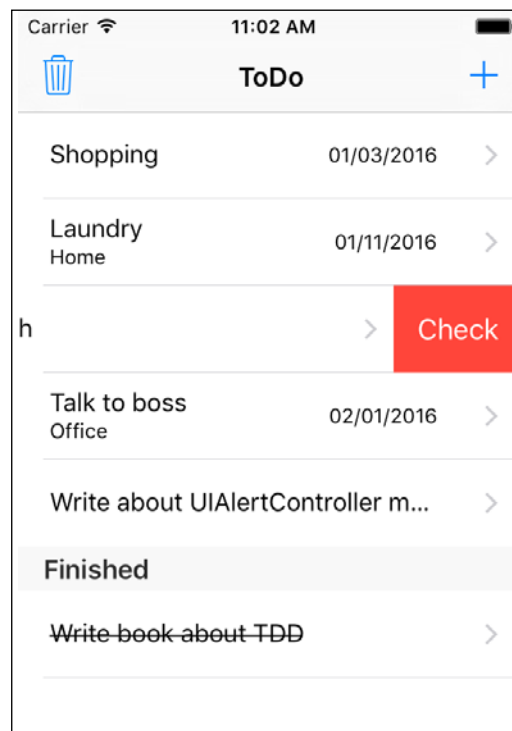 Carrier 11:02 AM
ToDo
Shopping 01/03/2016
Laundry 01/11/2016
Home
h Check
Talk to boss 02/01/2016
Office
Write about UIAlertController m...
Finished
Write book about TDD